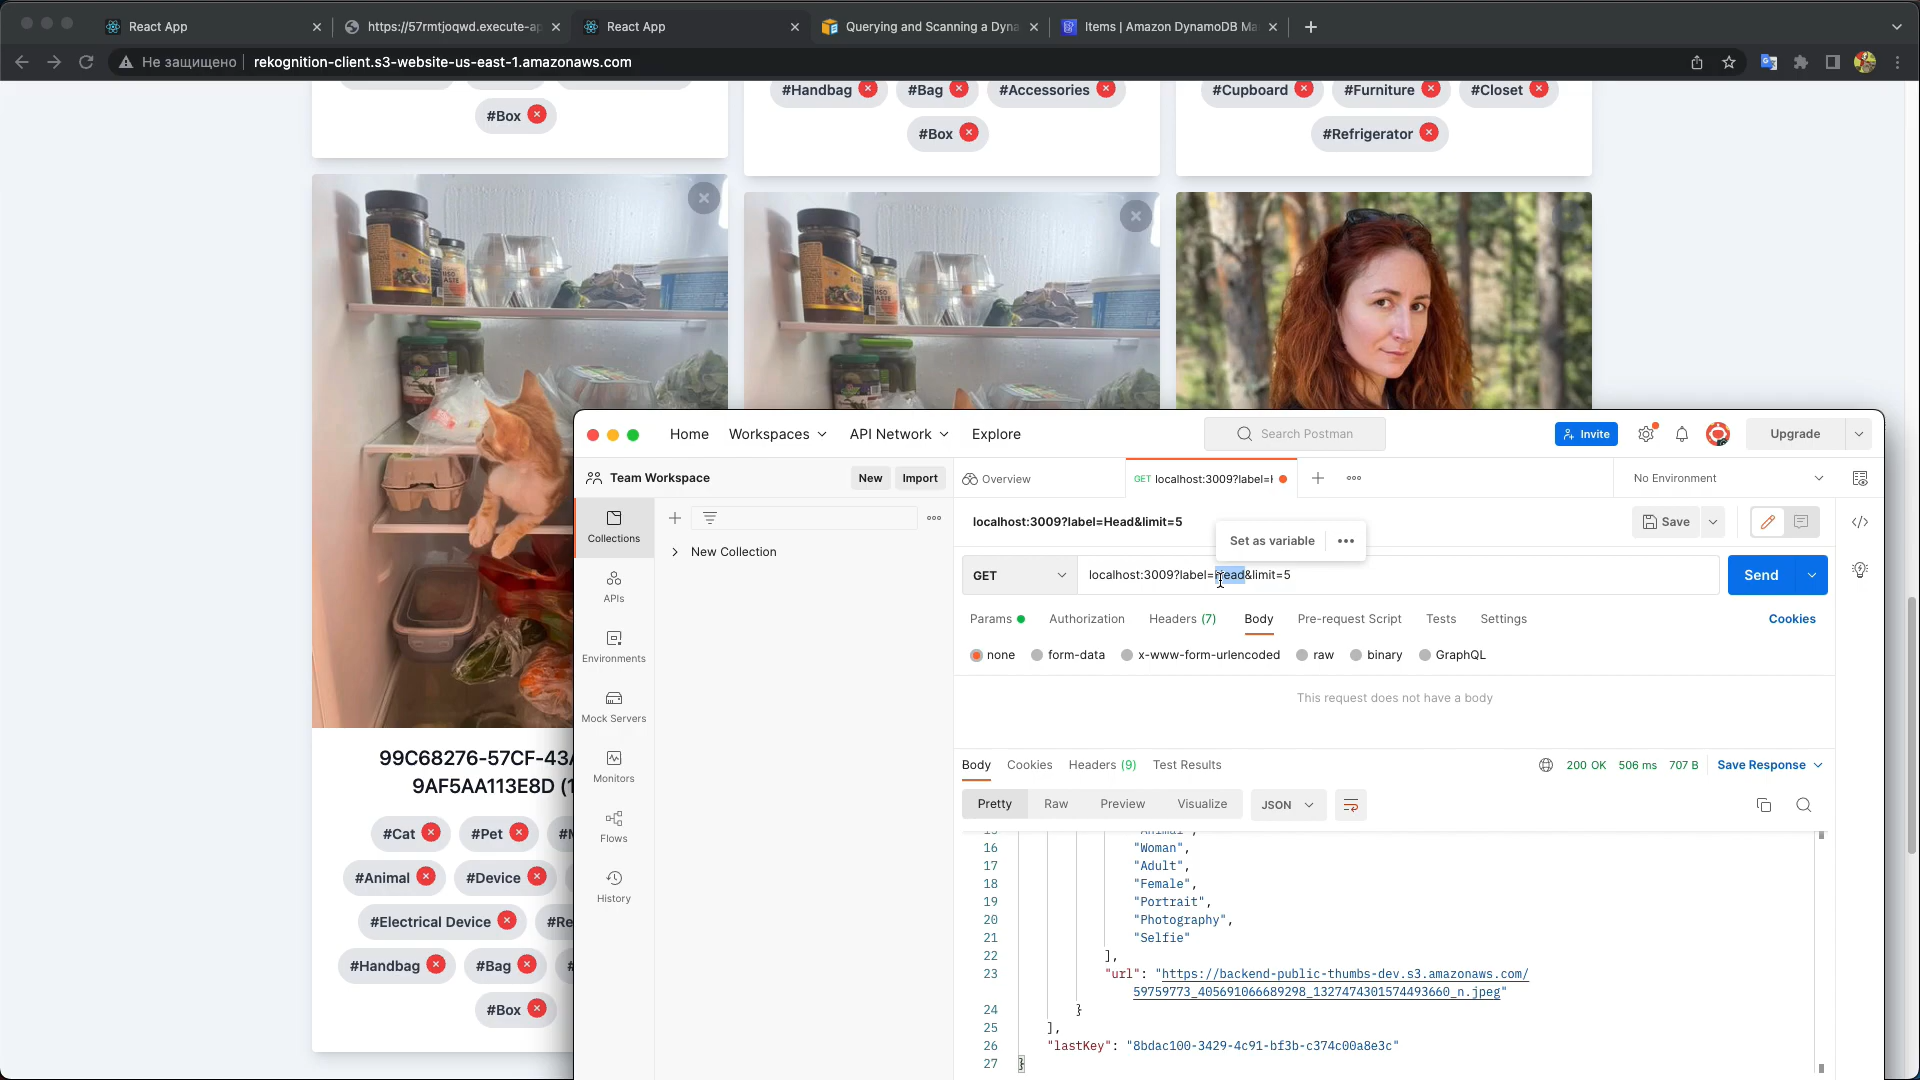 React App
https://57rmtjoqwd.execute-ap
React App
Querying and Scanning a Dyna
Items | Amazon DynamoDB Ma
Не защищено
rekognition-client.s3-website-us-east-1.amazonaws.com
#Box
#Handbag
#Bag
#Accessories
#Box
#Cupboard
#Furniture
#Closet
#Refrigerator
99C68276-57CF-43A
9AF5AA113E8D (1
#Cat
#Pet
#M
#Animal
#Device
#Electrical Device
#Re
#Handbag
#Bag
#
#Box
Home
Workspaces
API Network
Explore
Search Postman
Invite
Upgrade
Team Workspace
New
Import
Overview
GET localhost:3009?label=H
No Environment
Collections
APIs
Environments
Mock Servers
Monitors
Flows
History
New Collection
localhost:3009?label=Head&limit=5
Save
Set as variable
GET
localhost:3009?label=Head&limit=5
Send
Params
Authorization
Headers (7)
Body
Pre-request Script
Tests
Settings
Cookies
none
form-data
x-www-form-urlencoded
raw
binary
GraphQL
This request does not have a body
Body
Cookies
Headers (9)
Test Results
200 OK
506 ms
707 B
Save Response
Pretty
Raw
Preview
Visualize
JSON
15 "Animal",
16 "Woman",
17 "Adult",
18 "Female",
19 "Portrait",
20 "Photography",
21 "Selfie"
22 ],
23 "url": "https://backend-public-thumbs-dev.s3.amazonaws.com/
59759773_405691066689298_1327474301574493660_n.jpeg"
24 }
25 ],
26 "lastKey": "8bdac100-3429-4c91-bf3b-c374c00a8e3c"
27 }